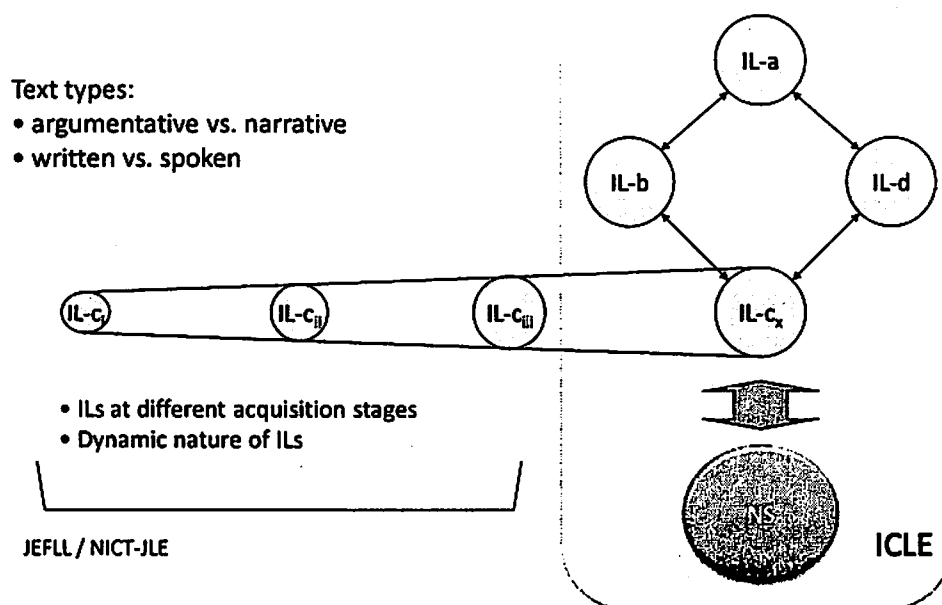 IL-a
Text types:
• argumentative vs. narrative
• written vs. spoken
IL-b
IL-d
IL-cᵢ
IL-cᵢᵢ
IL-cᵢᵢᵢ
IL-cₓ
• ILs at different acquisition stages
• Dynamic nature of ILs
NS
JEFLL / NICT-JLE
ICLE